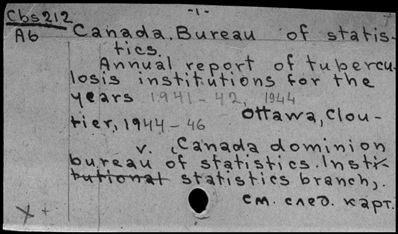 -1-
Cbs212
A6 Canada. Bureau of statis-
tics.
Annual report of tubercu-
losis institutions for the
years 1941-42, 1944
Ottawa, Clou-
tier, 1944-46
v. (Canada dominion
bureau of statistics. Insti-
tutional statistics branch).
см. след. карт.